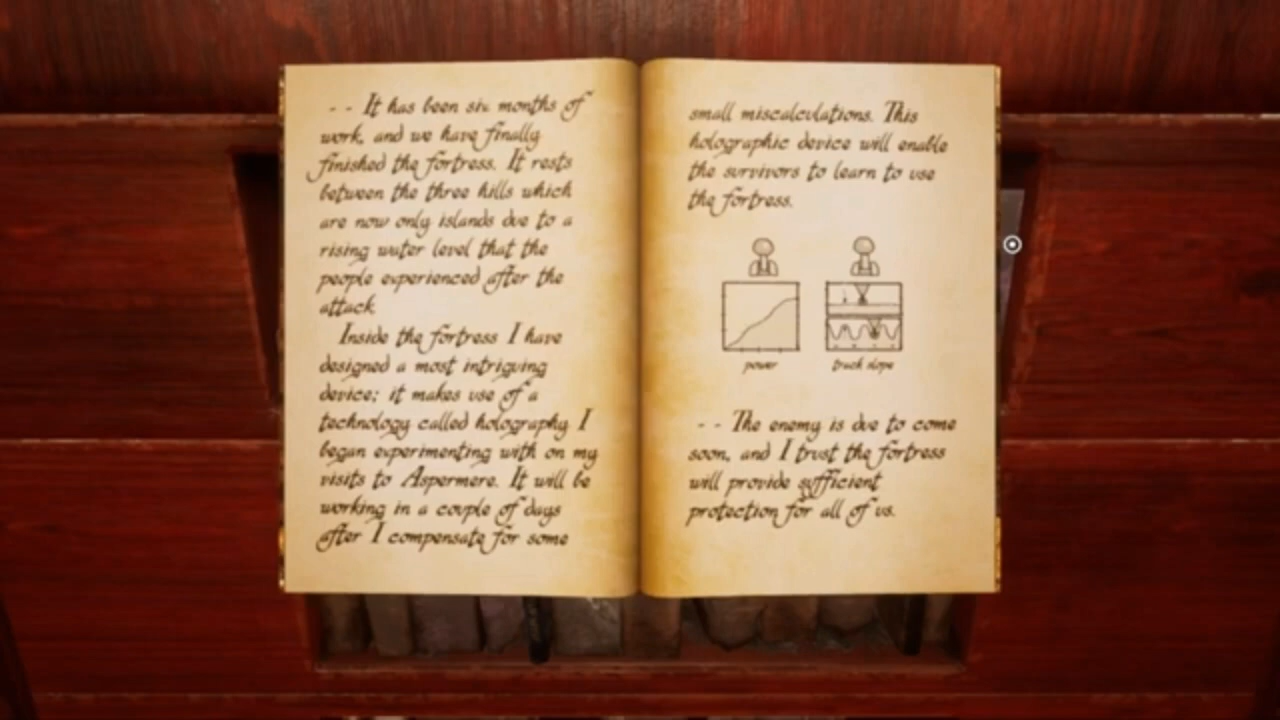 - - It has been six months of
work, and we have finally
finished the fortress. It rests
between the three hills which
are now only islands due to a
rising water level that the
people experienced after the
attack.
Inside the fortress I have
designed a most intriguing
device; it makes use of a
technology called holography I
began experimenting with on my
visits to Aspermere. It will be
working in a couple of days
after I compensate for some
small miscalculations. This
holographic device will enable
the survivors to learn to use
the fortress.
power
track slope
- - The enemy is due to come
soon, and I trust the fortress
will provide sufficient
protection for all of us.